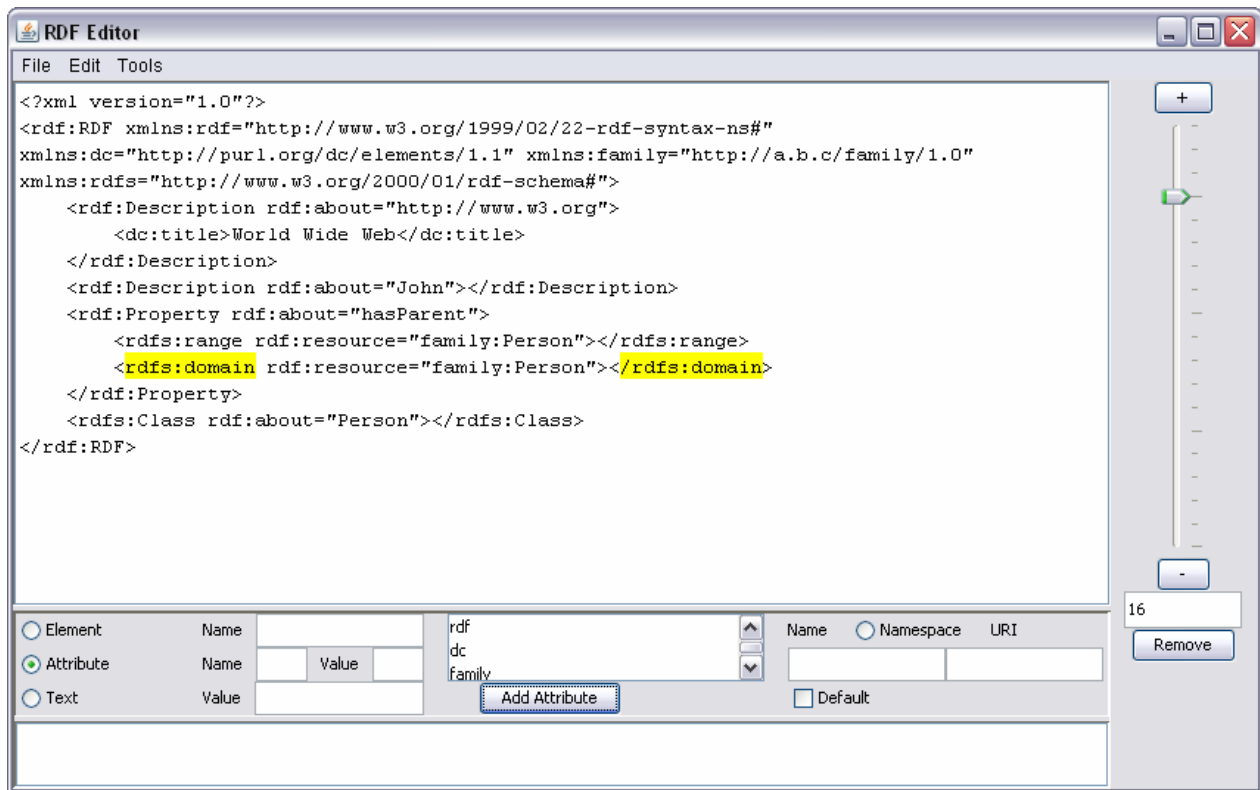 RDF Editor
File Edit Tools
<?xml version="1.0"?>
<rdf:RDF xmlns:rdf="http://www.w3.org/1999/02/22-rdf-syntax-ns#"
xmlns:dc="http://purl.org/dc/elements/1.1" xmlns:family="http://a.b.c/family/1.0"
xmlns:rdfs="http://www.w3.org/2000/01/rdf-schema#">
    <rdf:Description rdf:about="http://www.w3.org">
        <dc:title>World Wide Web</dc:title>
    </rdf:Description>
    <rdf:Description rdf:about="John"></rdf:Description>
    <rdf:Property rdf:about="hasParent">
        <rdfs:range rdf:resource="family:Person"></rdfs:range>
        <rdfs:domain rdf:resource="family:Person"></rdfs:domain>
    </rdf:Property>
    <rdfs:Class rdf:about="Person"></rdfs:Class>
</rdf:RDF>
+
-
16
Remove
Element Name
Attribute Name Value
Text Value
rdf
dc
family
Add Attribute
Name Namespace URI
Default